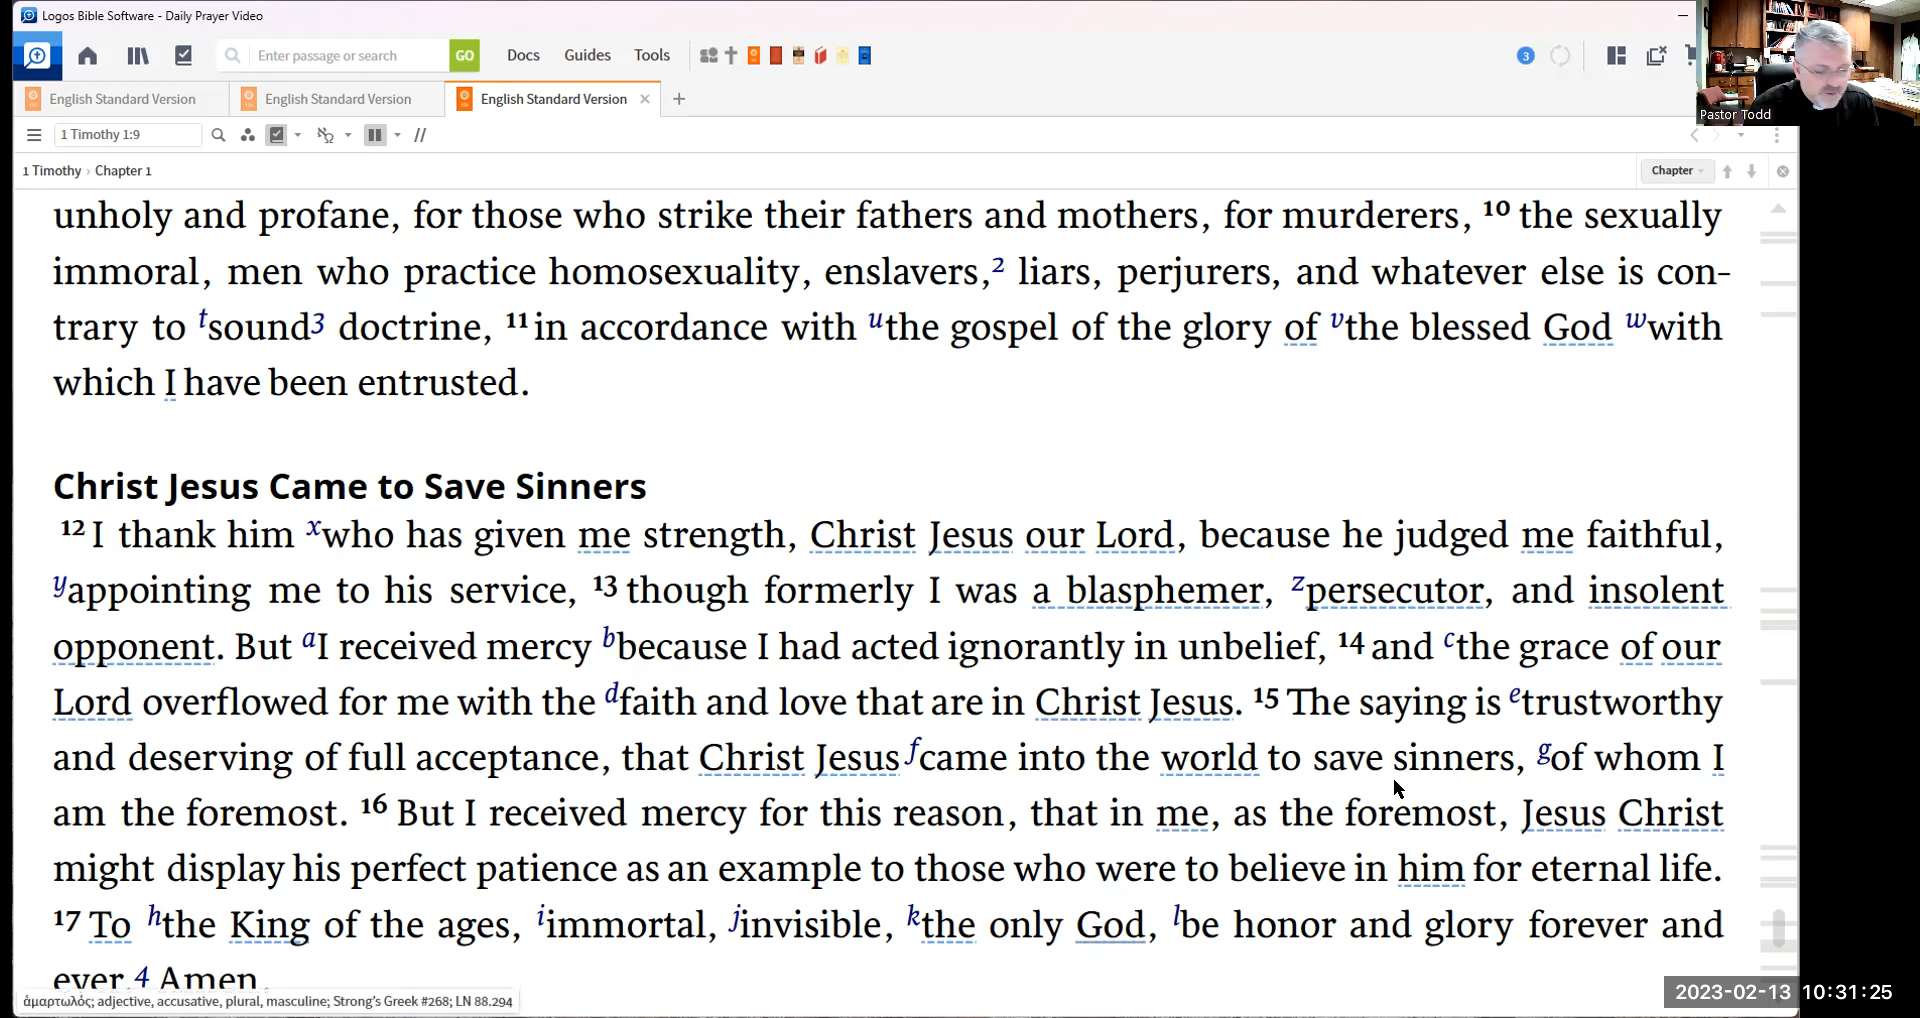 Logos Bible Software - Daily Prayer Video
Enter passage or search GO Docs Guides Tools 3
Pastor Todd
English Standard Version English Standard Version English Standard Version
1 Timothy 1:9
1 Timothy › Chapter 1 Chapter
unholy and profane, for those who strike their fathers and mothers, for murderers, 10 the sexually
immoral, men who practice homosexuality, enslavers,2 liars, perjurers, and whatever else is con-
trary to tsound3 doctrine, 11 in accordance with uthe gospel of the glory of vthe blessed God wwith
which I have been entrusted.
Christ Jesus Came to Save Sinners
12 I thank him xwho has given me strength, Christ Jesus our Lord, because he judged me faithful,
yappointing me to his service, 13 though formerly I was a blasphemer, zpersecutor, and insolent
opponent. But aI received mercy bbecause I had acted ignorantly in unbelief, 14 and cthe grace of our
Lord overflowed for me with the dfaith and love that are in Christ Jesus. 15 The saying is etrustworthy
and deserving of full acceptance, that Christ Jesus fcame into the world to save sinners, gof whom I
am the foremost. 16 But I received mercy for this reason, that in me, as the foremost, Jesus Christ
might display his perfect patience as an example to those who were to believe in him for eternal life.
17 To hthe King of the ages, iimmortal, jinvisible, kthe only God, lbe honor and glory forever and
ever.4 Amen.
ἁμαρτωλός; adjective, accusative, plural, masculine; Strong's Greek #268; LN 88.294
2023-02-13 10:31:25